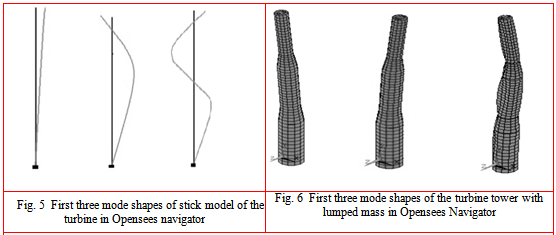 Fig. 5  First three mode shapes of stick model of the
turbine in Opensees navigator
Fig. 6  First three mode shapes of the turbine tower with
lumped mass in Opensees Navigator